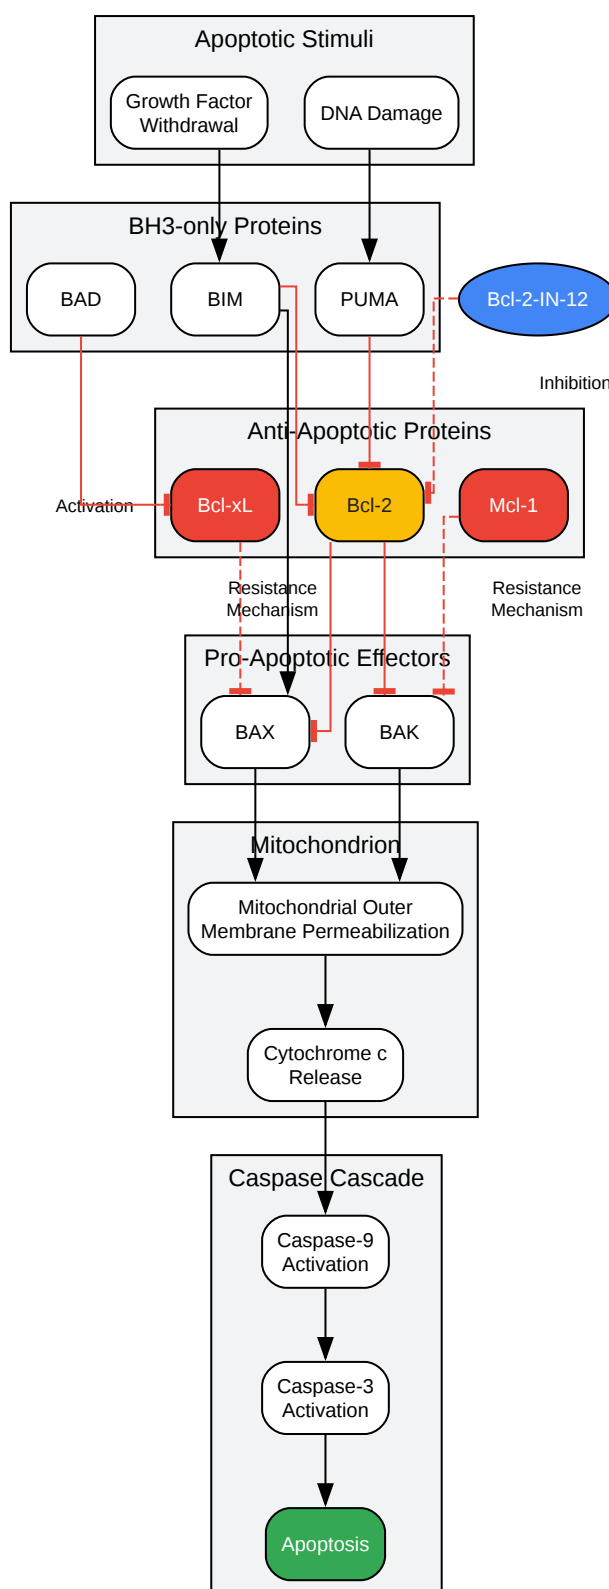 Apoptotic Stimuli
Growth Factor
Withdrawal
DNA Damage
BH3-only Proteins
BAD
BIM
PUMA
Bcl-2-IN-12
Inhibition
Anti-Apoptotic Proteins
Activation
Bcl-xL
Bcl-2
Mcl-1
Resistance
Mechanism
Resistance
Mechanism
Pro-Apoptotic Effectors
BAX
BAK
Mitochondrion
Mitochondrial Outer
Membrane Permeabilization
Cytochrome c
Release
Caspase Cascade
Caspase-9
Activation
Caspase-3
Activation
Apoptosis